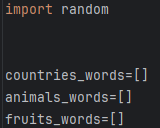 import random
countries_words=[]
animals_words=[]
fruits_words=[]